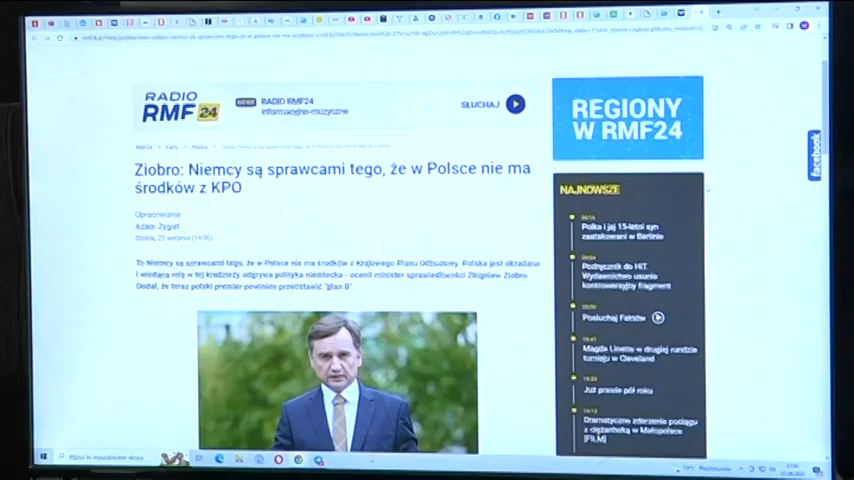 RADIO
RMF 24
RADIO RMF24
informacyjno-muzyczne
SŁUCHAJ
REGIONY
W RMF24
facebook
Ziobro: Niemcy są sprawcami tego, że w Polsce nie ma
środków z KPO
Opracowanie
Adam Zygiel
To Niemcy są sprawcami tego, że w Polsce nie ma środków z Krajowego Planu Odbudowy. Polska jest okradana
i wiodącą rolę w tej kradzieży odgrywa polityka niemiecka - ocenił minister sprawiedliwości Zbigniew Ziobro.
Dodał, że teraz polski premier powinien przedstawić "plan B".
NAJNOWSZE
Polka i jej 15-letni syn
zaatakowani w Berlinie
Podręcznik do HiT.
Wydawnictwo usunie
kontrowersyjny fragment
Posłuchaj Faktów
Magda Linette w drugiej rundzie
turnieju w Cleveland
Już prawie pół roku
Dramatyczne zderzenie pociągu
z ciężarówką w Małopolsce
[FILM]